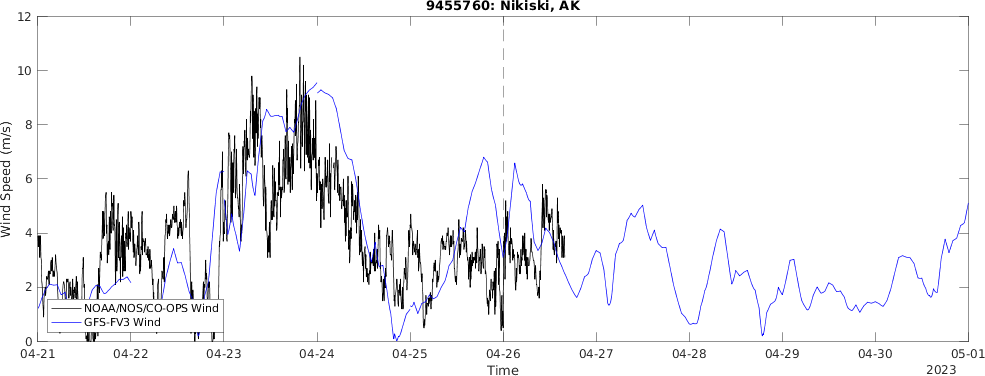 9455760: Nikiski, AK
Wind Speed (m/s)
12
10
8
6
4
2
0
NOAA/NOS/CO-OPS Wind
GFS-FV3 Wind
04-21 04-22 04-23 04-24 04-25 04-26 04-27 04-28 04-29 04-30 05-01
Time
2023